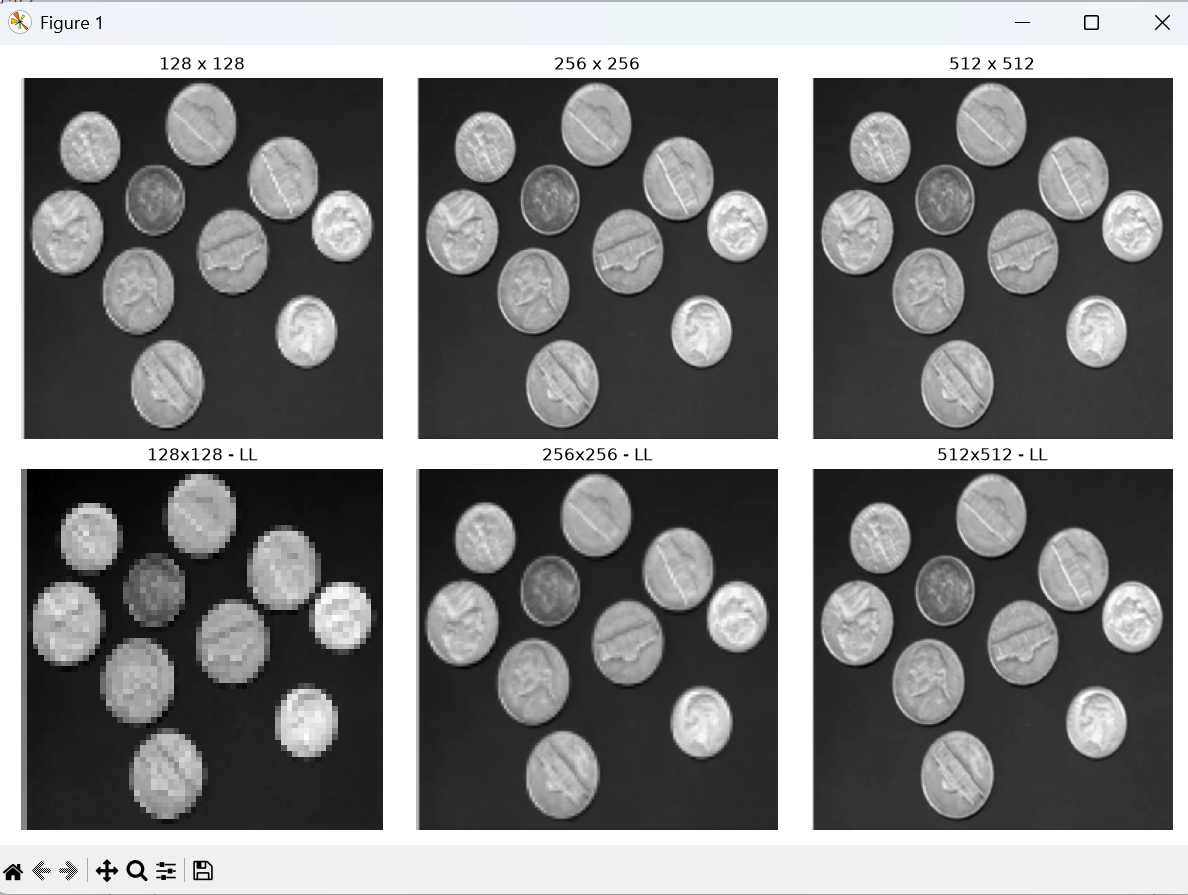 Figure 1
128 x 128
256 x 256
512 x 512
128x128 - LL
256x256 - LL
512x512 - LL